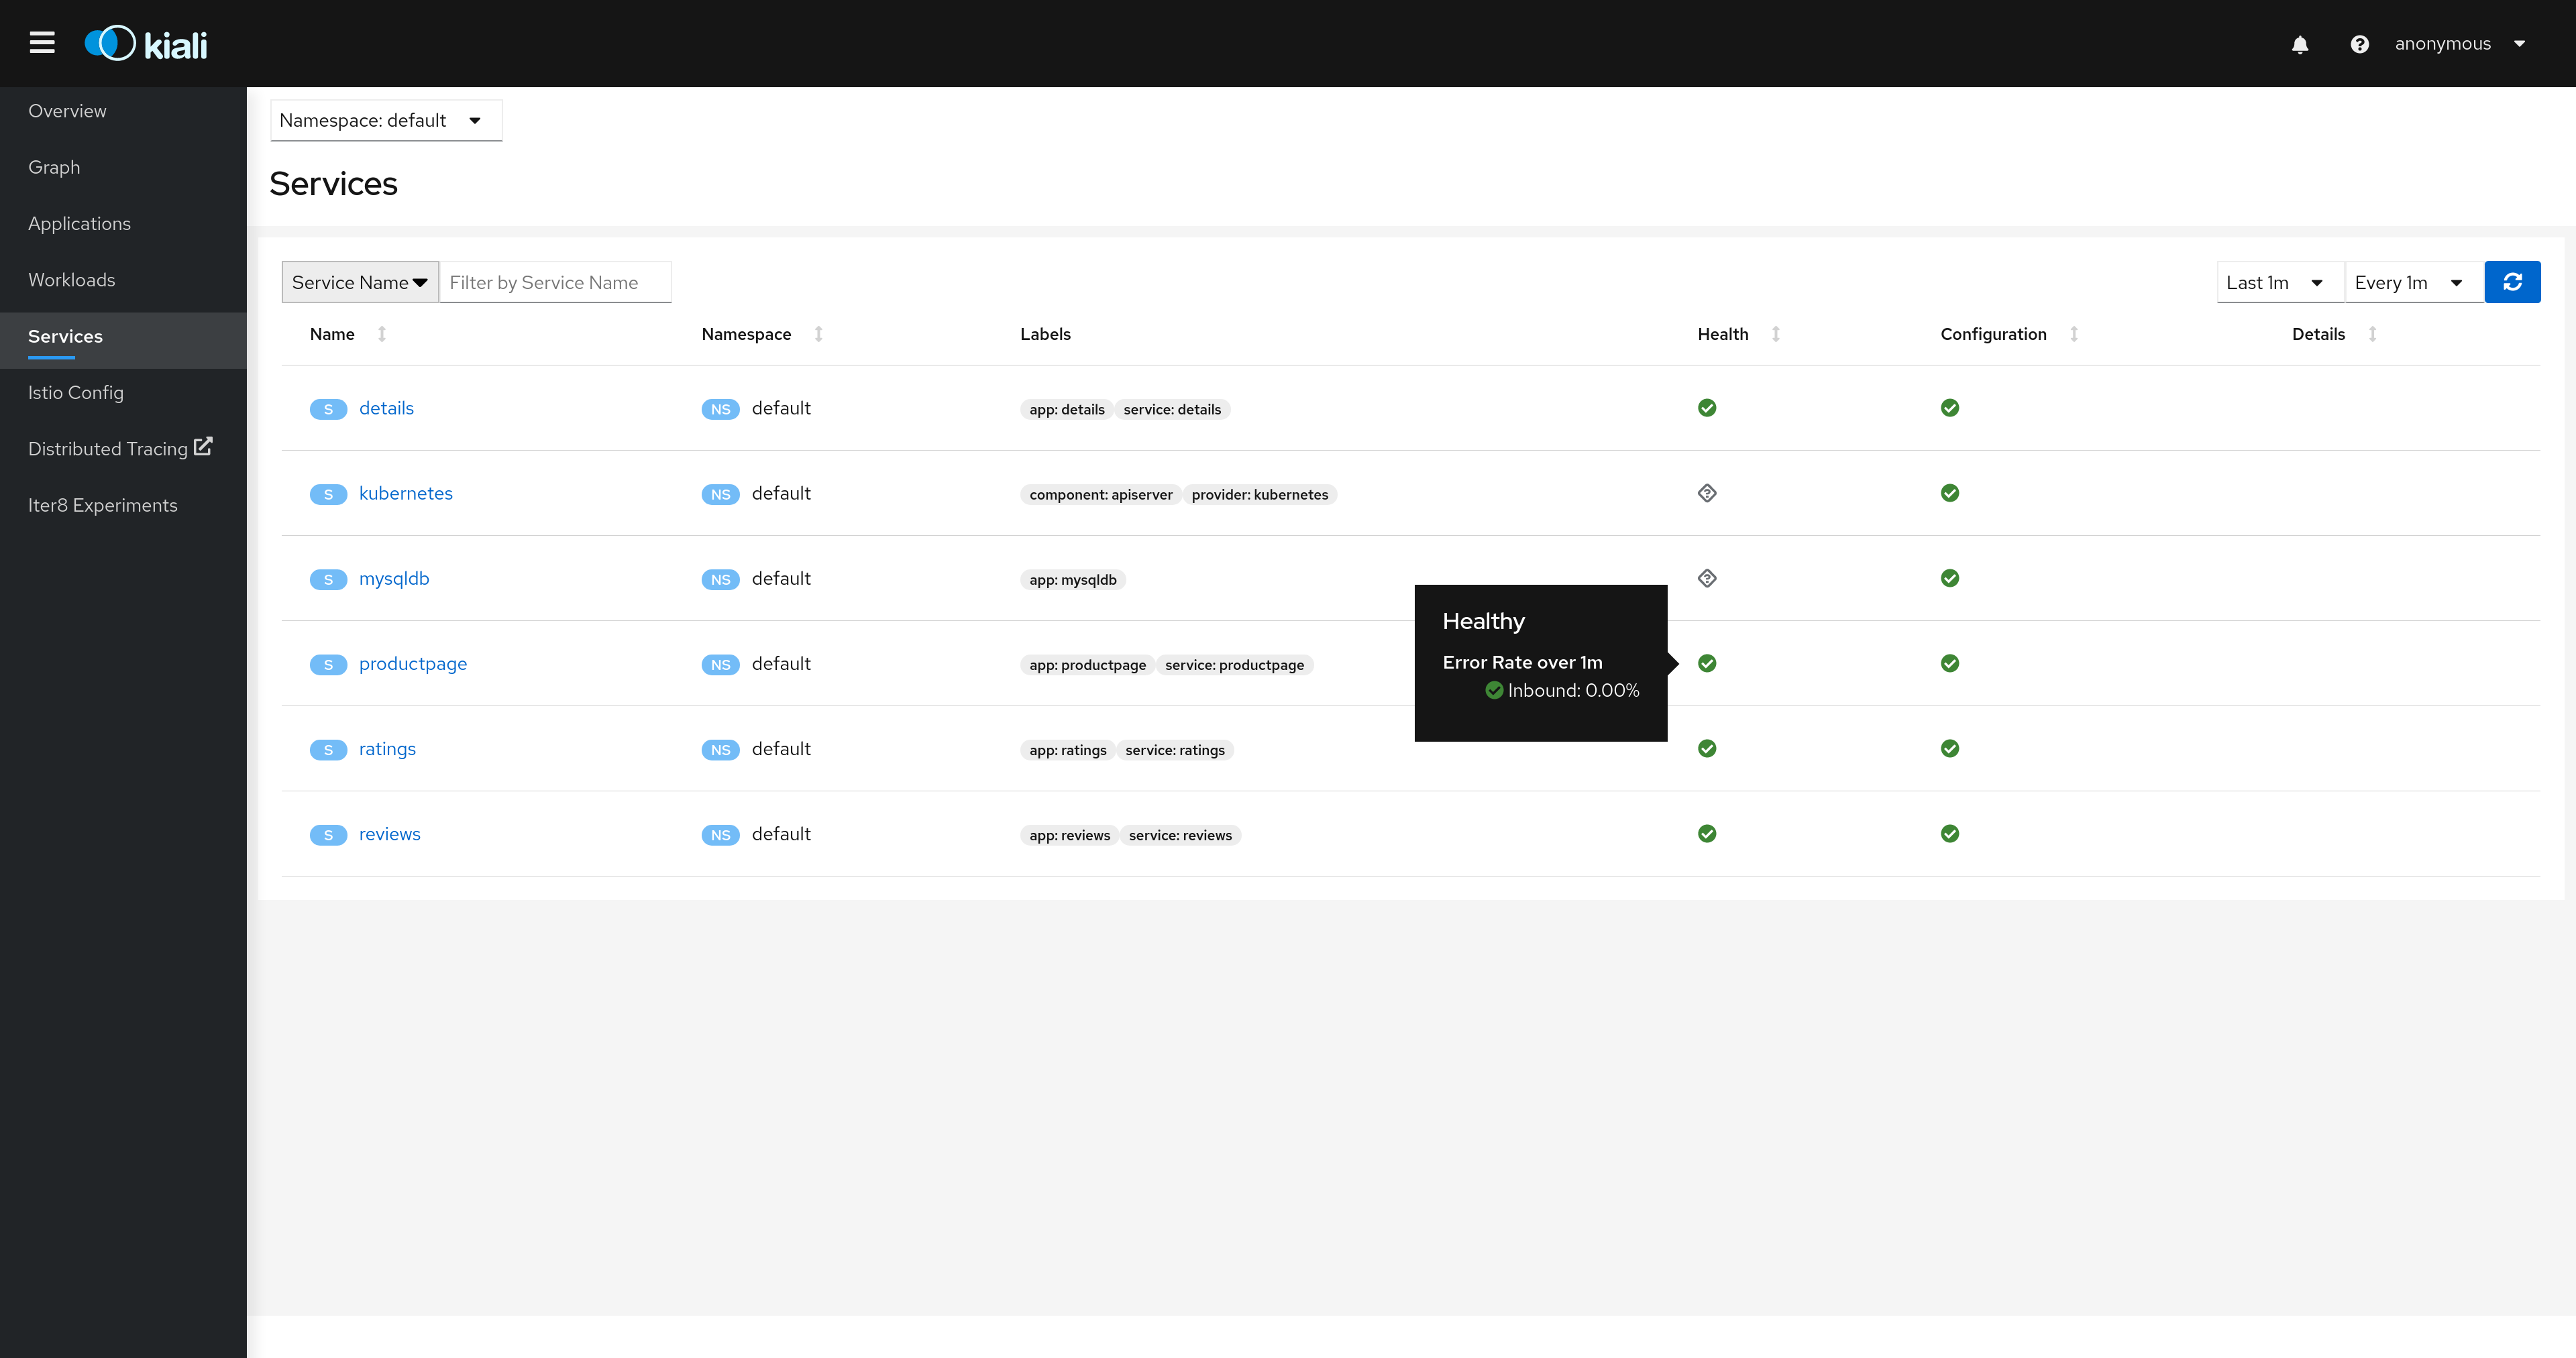 kiali
anonymous
Overview
Graph
Applications
Workloads
Services
Istio Config
Distributed Tracing
Iter8 Experiments
Namespace: default
Services
Service Name Filter by Service Name Last 1m Every 1m
Name Namespace Labels Health Configuration Details
S details NS default app: details service: details
S kubernetes NS default component: apiserver provider: kubernetes
S mysqldb NS default app: mysqldb
S productpage NS default app: productpage service: productpage
Healthy
Error Rate over 1m
Inbound: 0.00%
S ratings NS default app: ratings service: ratings
S reviews NS default app: reviews service: reviews